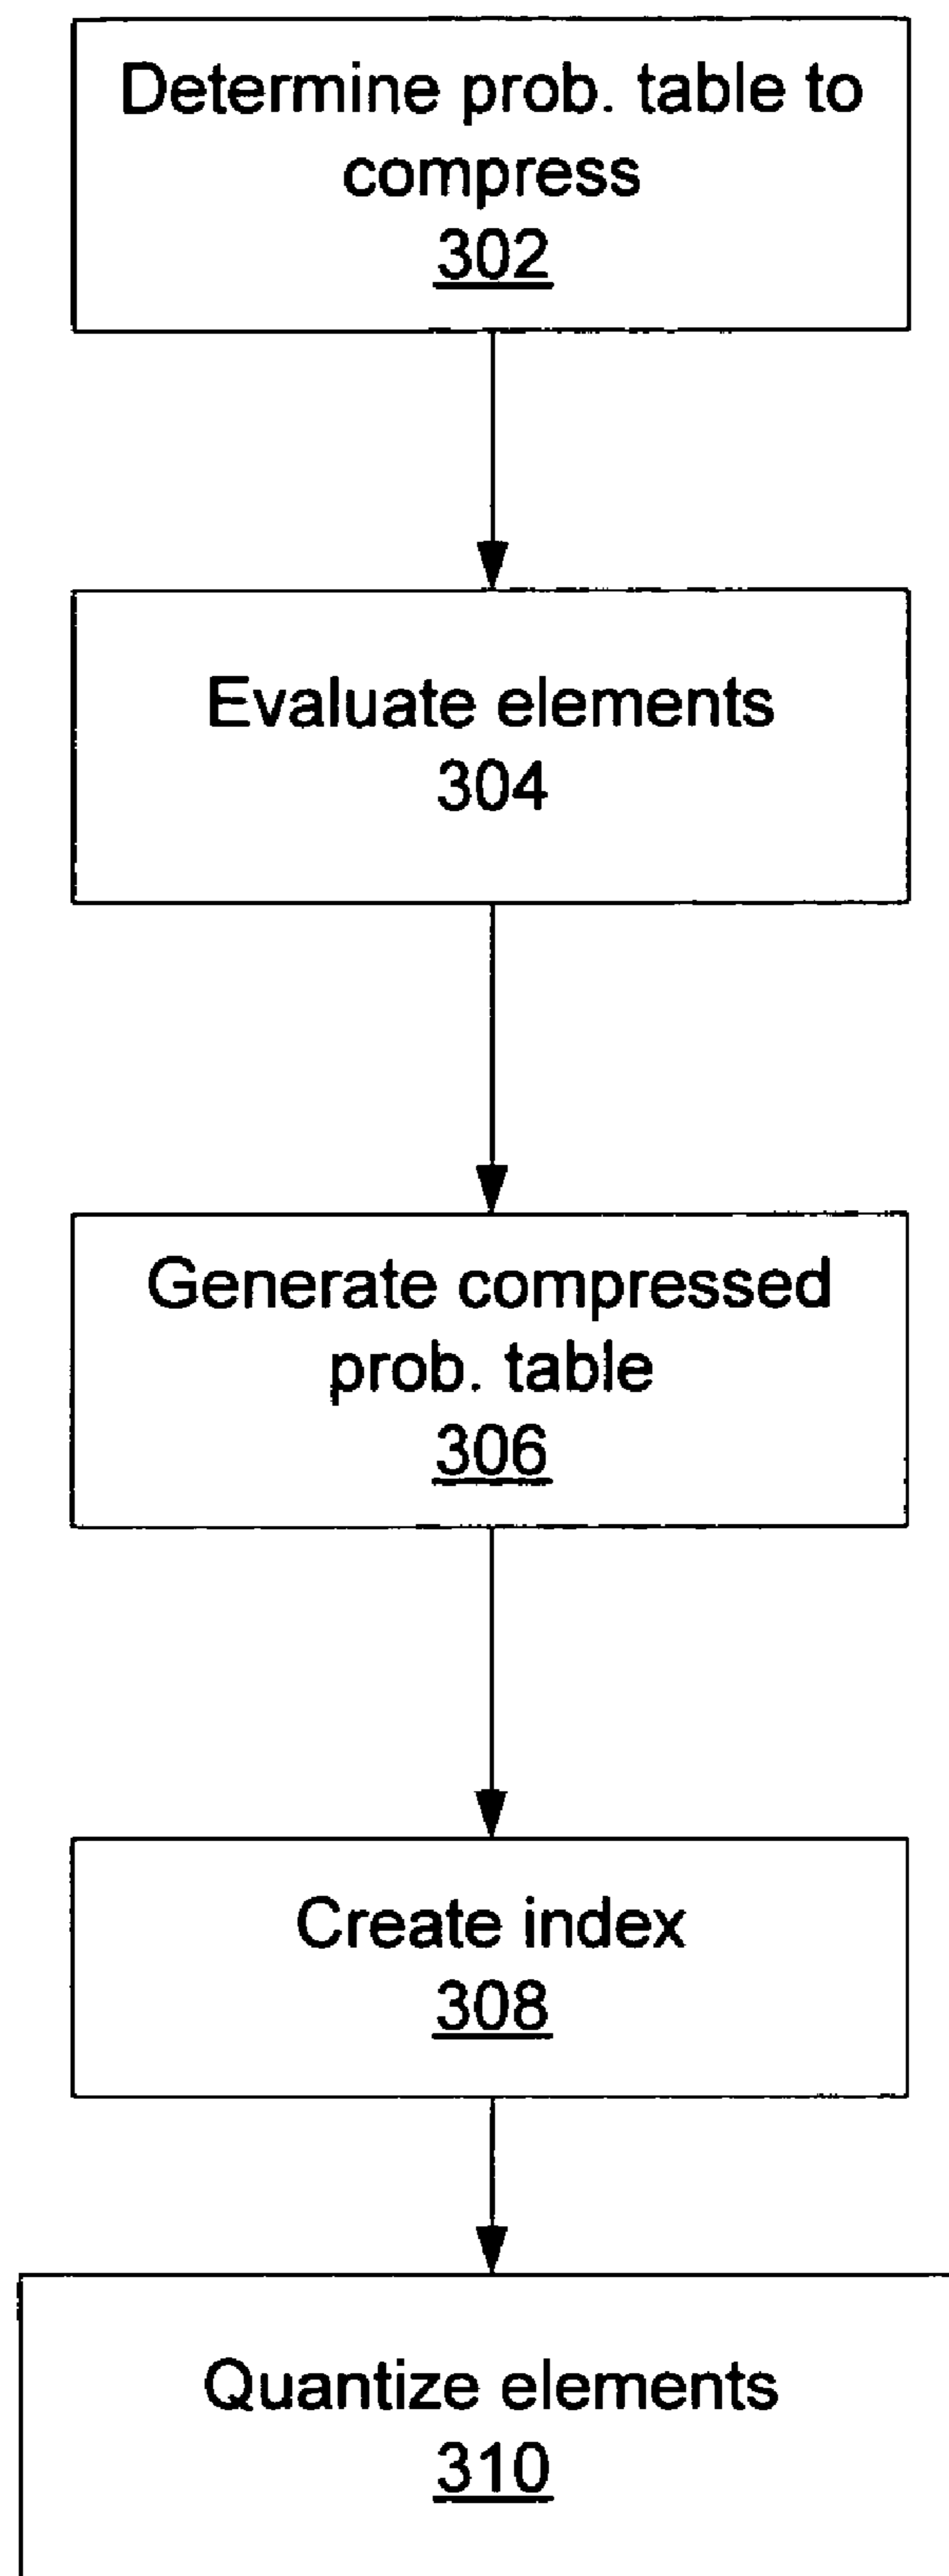 Determine prob. table to
compress
302
Evaluate elements
304
Generate compressed
prob. table
306
Create index
308
Quantize elements
310